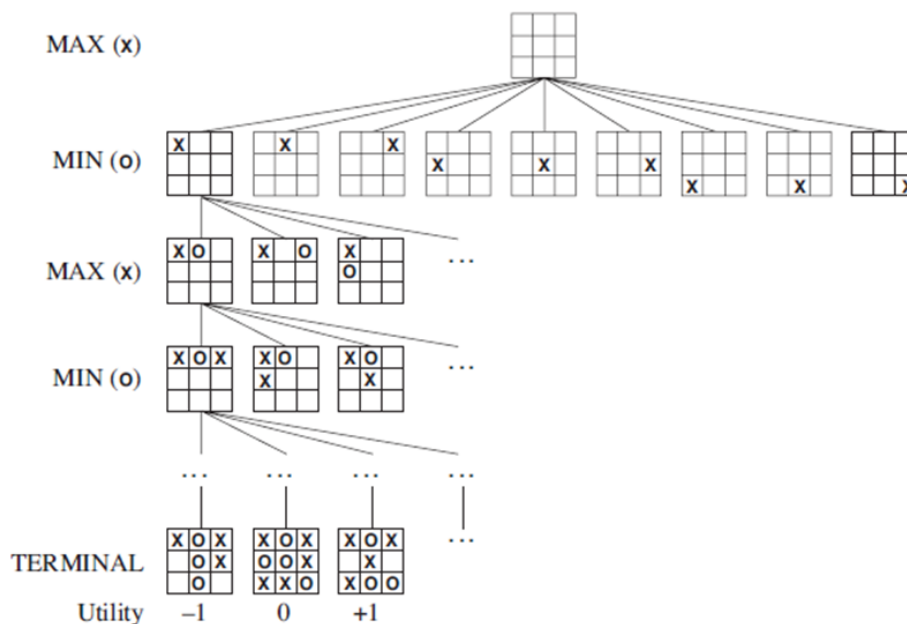 MAX (X)
MIN (O)
X X X X X X X X X
MAX (X)
X O X O X
O
...
MIN (O)
X O X X O X O
X X
...
... ... ... ...
TERMINAL
X O X X O X X O X
O X O O X X
O X X O X O O
...
Utility –1 0 +1